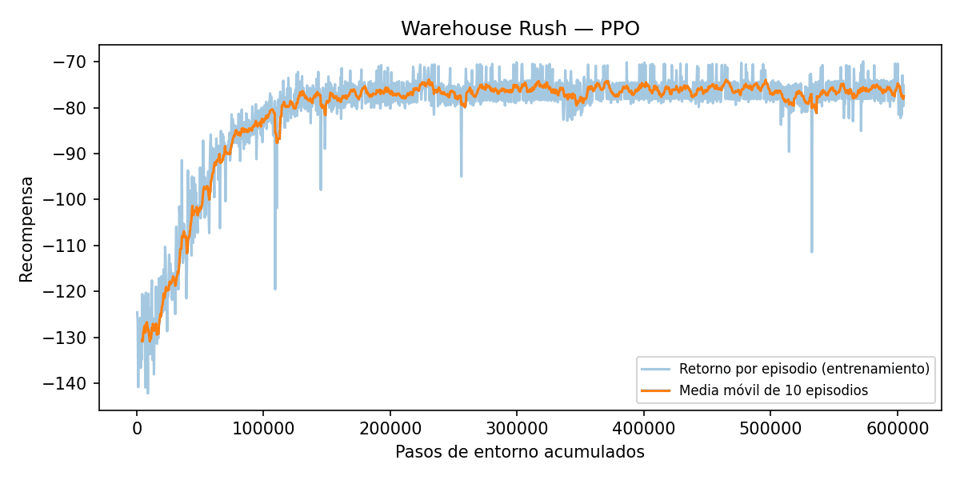 Warehouse Rush — PPO
Recompensa
−70
−80
−90
−100
−110
−120
−130
−140
Retorno por episodio (entrenamiento)
Media móvil de 10 episodios
0 100000 200000 300000 400000 500000 600000
Pasos de entorno acumulados